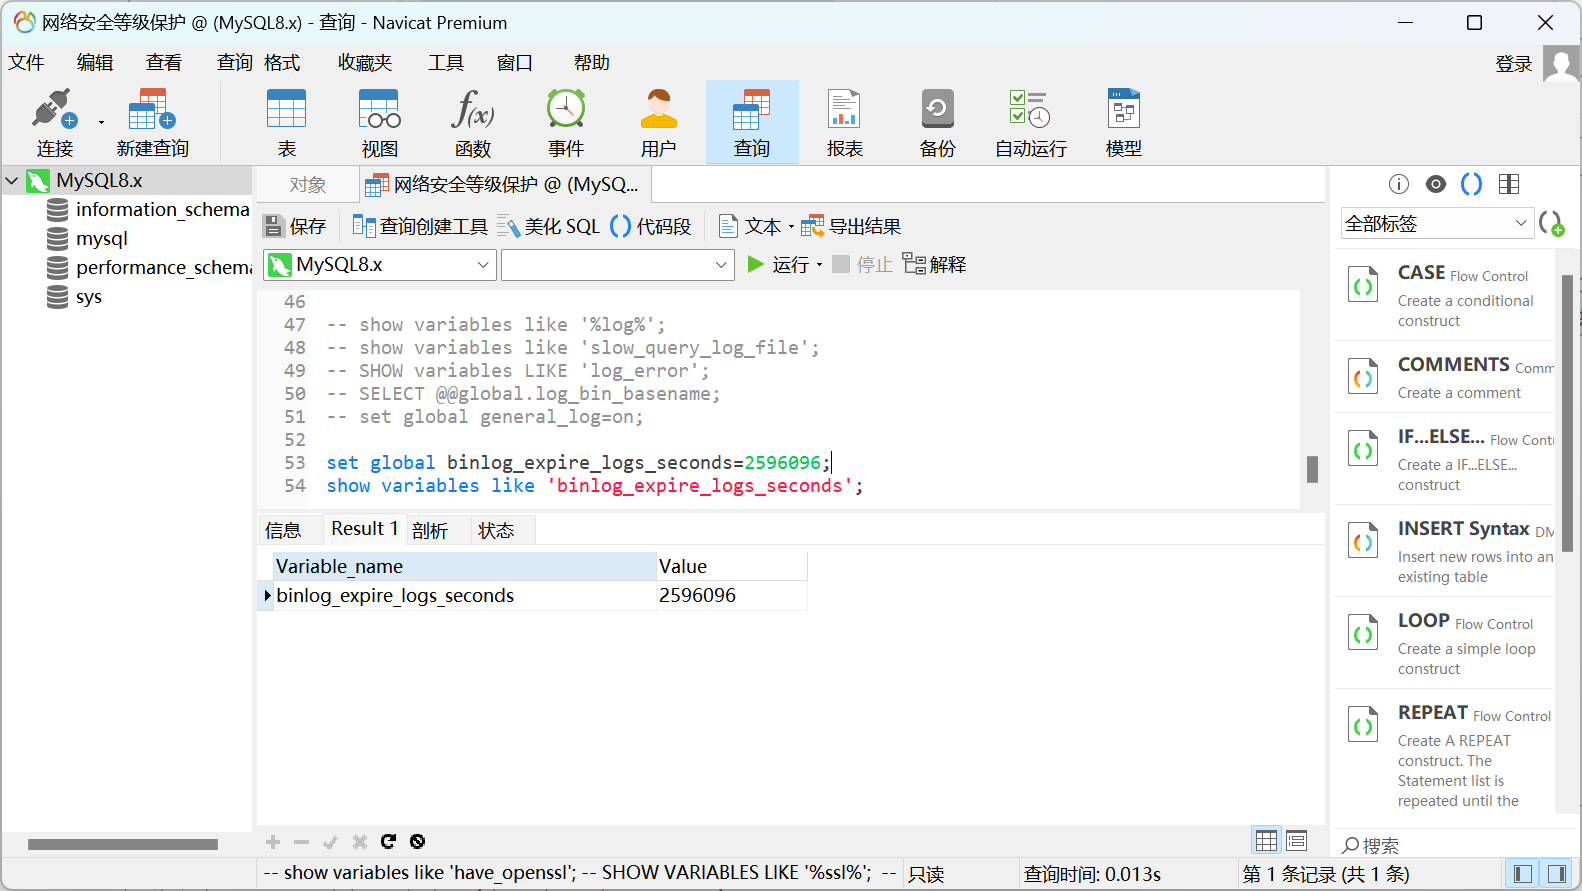 网络安全等级保护 @ (MySQL8.x) - 查询 - Navicat Premium
文件 编辑 查看 查询 格式 收藏夹 工具 窗口 帮助 登录
连接 新建查询 表 视图 函数 事件 用户 查询 报表 备份 自动运行 模型
MySQL8.x
information_schema
mysql
performance_schema
sys
对象 网络安全等级保护 @ (MySQ...
保存 查询创建工具 美化 SQL 代码段 文本 导出结果
MySQL8.x 运行 停止 解释
46
47 -- show variables like '%log%';
48 -- show variables like 'slow_query_log_file';
49 -- SHOW variables LIKE 'log_error';
50 -- SELECT @@global.log_bin_basename;
51 -- set global general_log=on;
52
53 set global binlog_expire_logs_seconds=2596096;
54 show variables like 'binlog_expire_logs_seconds';
信息 Result 1 剖析 状态
Variable_name Value
binlog_expire_logs_seconds 2596096
全部标签
CASE Flow Control
Create a conditional
construct
COMMENTS Comm
Create a comment
IF...ELSE... Flow Contr
Create a IF...ELSE...
construct
INSERT Syntax DM
Insert new rows into an
existing table
LOOP Flow Control
Create a simple loop
construct
REPEAT Flow Control
Create A REPEAT
construct. The
Statement list is
repeated until the
搜索
-- show variables like 'have_openssl'; -- SHOW VARIABLES LIKE '%ssl%'; -- 只读 查询时间: 0.013s 第 1 条记录 (共 1 条)